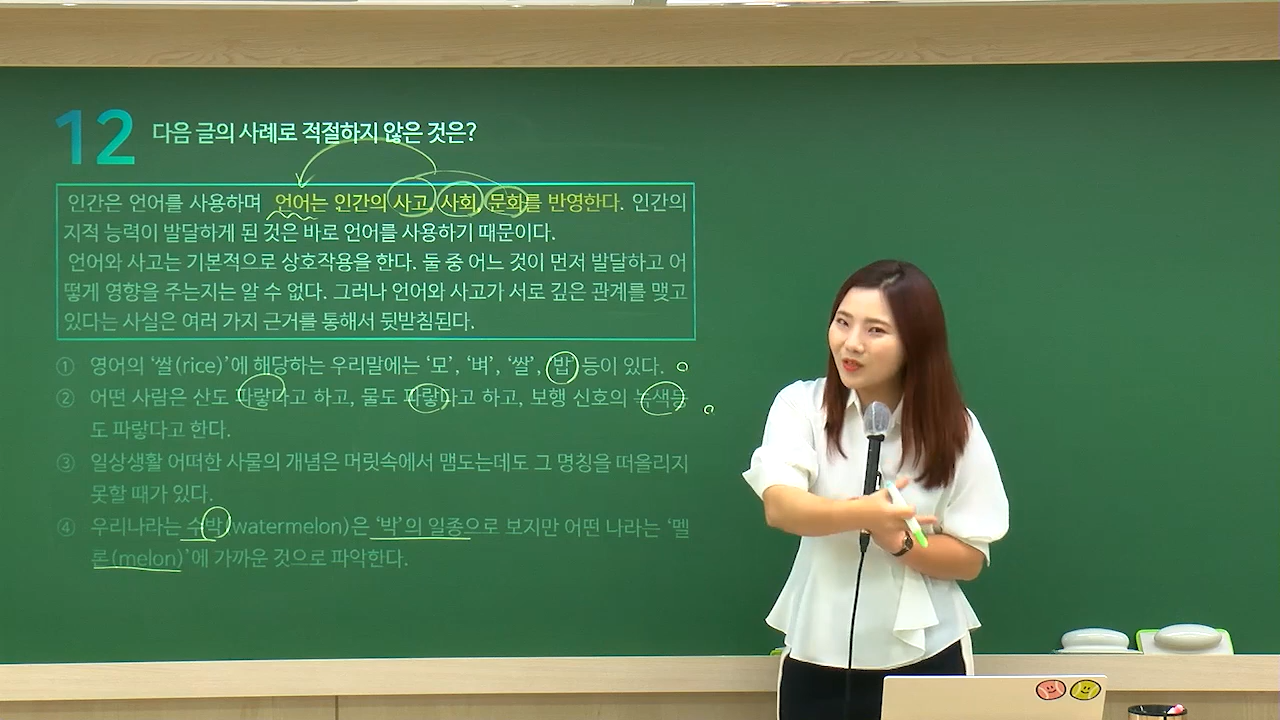 12 다음 글의 사례로 적절하지 않은 것은?
인간은 언어를 사용하며 언어는 인간의 사고, 사회, 문화를 반영한다. 인간의
지적 능력이 발달하게 된 것은 바로 언어를 사용하기 때문이다.
언어와 사고는 기본적으로 상호작용을 한다. 둘 중 어느 것이 먼저 발달하고 어
떻게 영향을 주는지는 알 수 없다. 그러나 언어와 사고가 서로 깊은 관계를 맺고
있다는 사실은 여러 가지 근거를 통해서 뒷받침된다.
① 영어의 ‘쌀(rice)’에 해당하는 우리말에는 ‘모’, ‘벼’, ‘쌀’, ‘밥’ 등이 있다.
② 어떤 사람은 산도 파랗다고 하고, 물도 파랗다고 하고, 보행 신호의 녹색등
도 파랗다고 한다.
③ 일상생활 어떠한 사물의 개념은 머릿속에서 맴도는데도 그 명칭을 떠올리지
못할 때가 있다.
④ 우리나라는 수박(watermelon)은 ‘박’의 일종으로 보지만 어떤 나라는 ‘멜
론(melon)’에 가까운 것으로 파악한다.